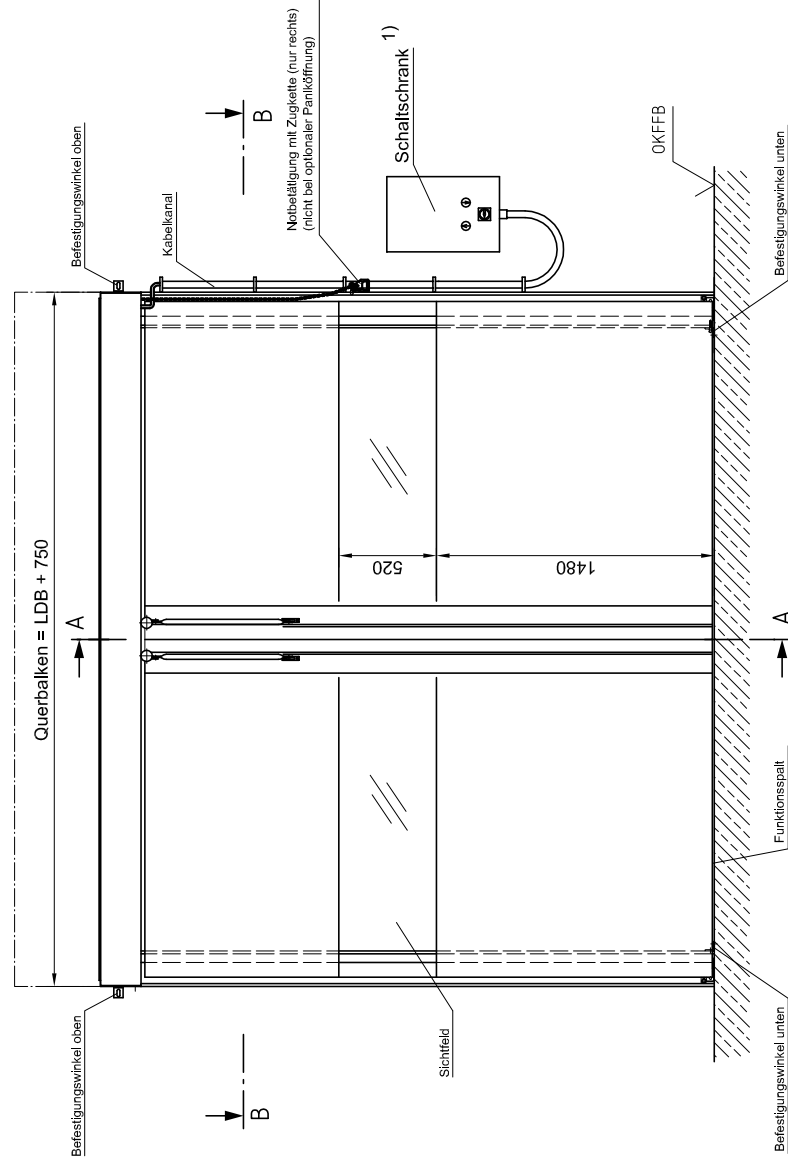 Querbalken = LDB + 750
A
Befestigungswinkel oben
Befestigungswinkel oben
Kabelkanal
B
B
Notbetätigung mit Zugkette (nur rechts)
(nicht bei optionaler Paniköffnung)
Schaltschrank 1)
OKFFB
520
1480
Sichtfeld
A
Befestigungswinkel unten
Funktionsspalt
Befestigungswinkel unten